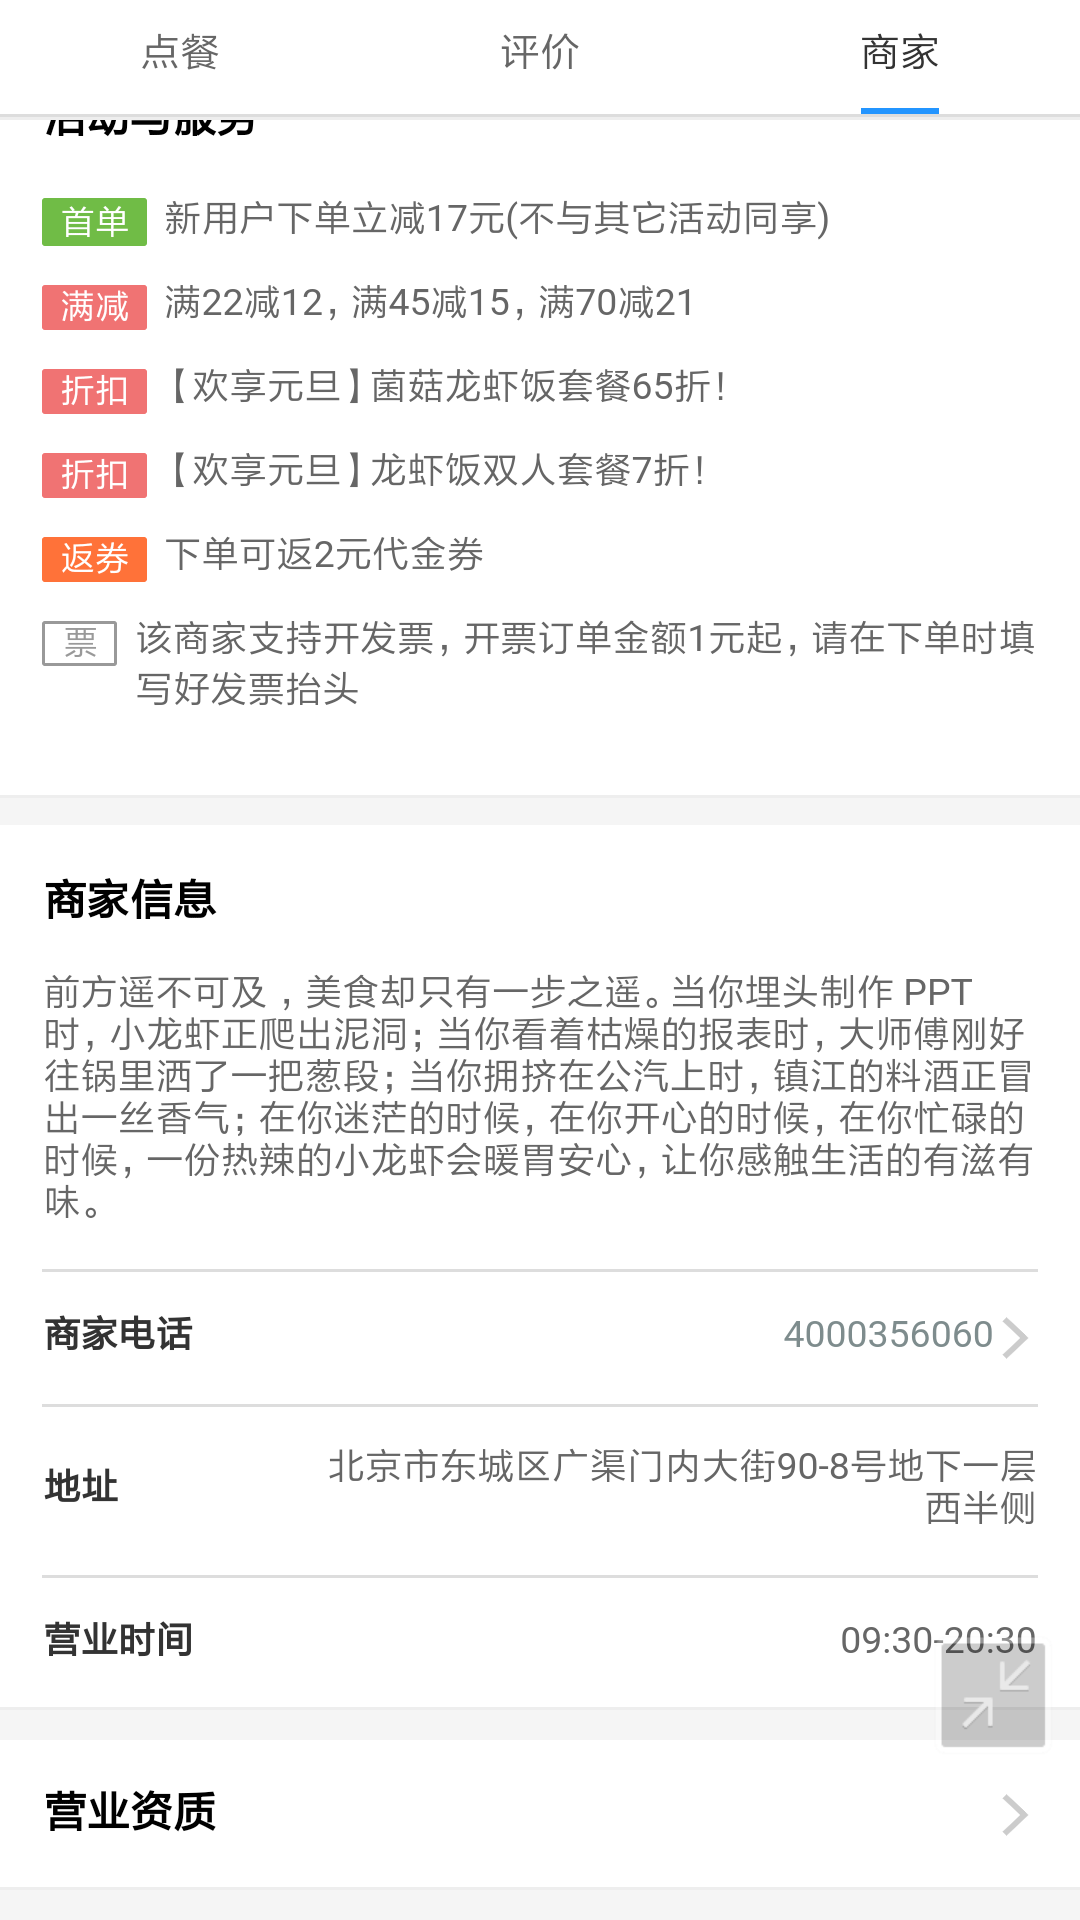 点餐 评价 商家
活动与服务
首单 新用户下单立减17元(不与其它活动同享)
满减 满22减12，满45减15，满70减21
折扣 【欢享元旦】菌菇龙虾饭套餐65折！
折扣 【欢享元旦】龙虾饭双人套餐7折！
返券 下单可返2元代金券
票 该商家支持开发票，开票订单金额1元起，请在下单时填
写好发票抬头
商家信息
前方遥不可及 ，美食却只有一步之遥。当你埋头制作 PPT
时，小龙虾正爬出泥洞；当你看着枯燥的报表时，大师傅刚好
往锅里洒了一把葱段；当你拥挤在公汽上时，镇江的料酒正冒
出一丝香气；在你迷茫的时候，在你开心的时候，在你忙碌的
时候，一份热辣的小龙虾会暖胃安心，让你感触生活的有滋有
味。
商家电话 4000356060
地址 北京市东城区广渠门内大街90-8号地下一层
西半侧
营业时间 09:30-20:30
营业资质